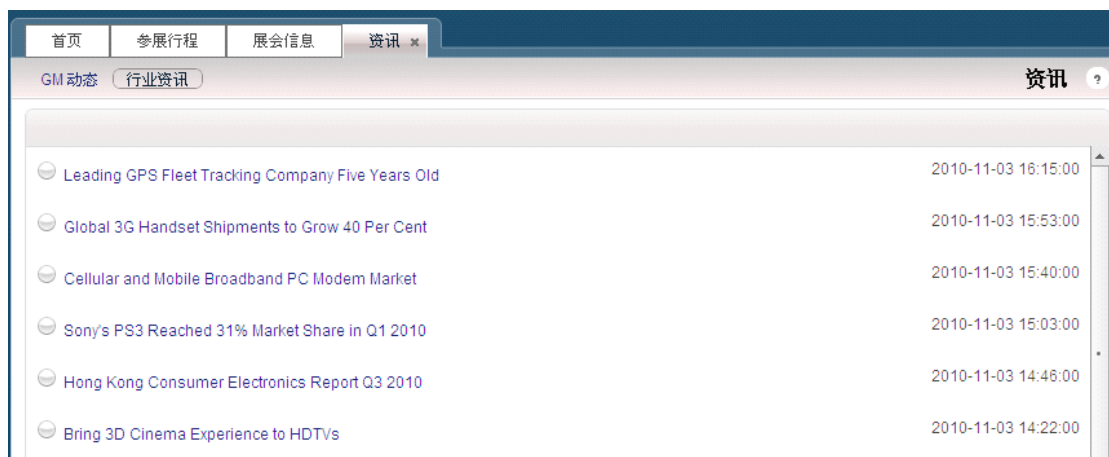 首页 参展行程 展会信息 资讯 ×
GM动态 行业资讯 资讯 ?
Leading GPS Fleet Tracking Company Five Years Old 2010-11-03 16:15:00
Global 3G Handset Shipments to Grow 40 Per Cent 2010-11-03 15:53:00
Cellular and Mobile Broadband PC Modem Market 2010-11-03 15:40:00
Sony's PS3 Reached 31% Market Share in Q1 2010 2010-11-03 15:03:00
Hong Kong Consumer Electronics Report Q3 2010 2010-11-03 14:46:00
Bring 3D Cinema Experience to HDTVs 2010-11-03 14:22:00